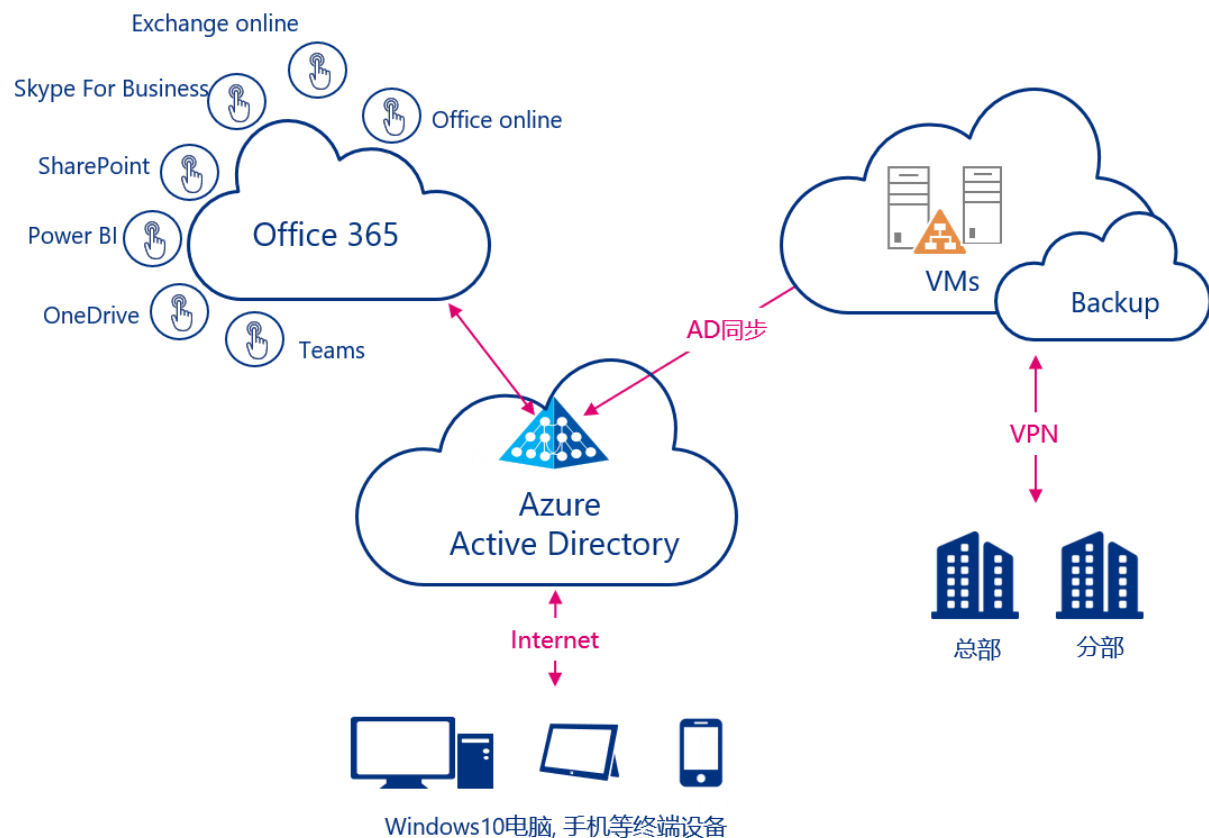 Exchange online
Skype For Business
Office online
SharePoint
Power BI
Office 365
OneDrive
Teams
VMs
Backup
AD同步
VPN
Azure
Active Directory
Internet
总部
分部
Windows10电脑, 手机等终端设备